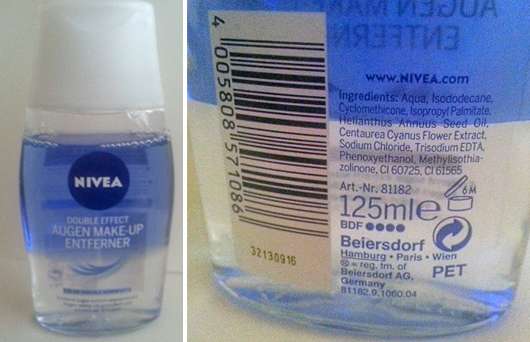 NIVEA
DOUBLE EFFECT
AUGEN MAKE-UP
ENTFERNER
AUGEN MAKE
ENTFERN
www.NIVEA.com
Ingredients: Aqua, Isododecane,
Cyclomethicone, Isopropyl Palmitate,
Helianthus Annuus Seed Oil,
Centaurea Cyanus Flower Extract,
Sodium Chloride, Trisodium EDTA,
Phenoxyethanol, Methylisothia-
zolinone, CI 60725, CI 61565
Art.-Nr. 81182
6M
125ml e
BDF ●●●●
Beiersdorf
Hamburg • Paris • Wien
® = reg. tm. of
Beiersdorf AG,
Germany
81182.9.1060.04
PET
4 005808 571086
32130916